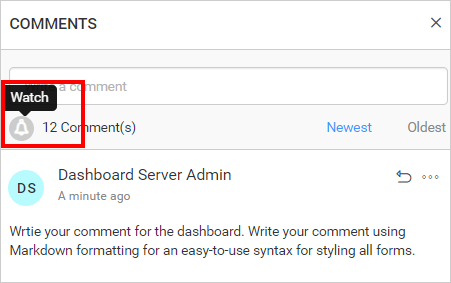 COMMENTS
a comment
Watch
12 Comment(s)
Newest
Oldest
DS
Dashboard Server Admin
A minute ago
Wrtie your comment for the dashboard. Write your comment using
Markdown formatting for an easy-to-use syntax for styling all forms.